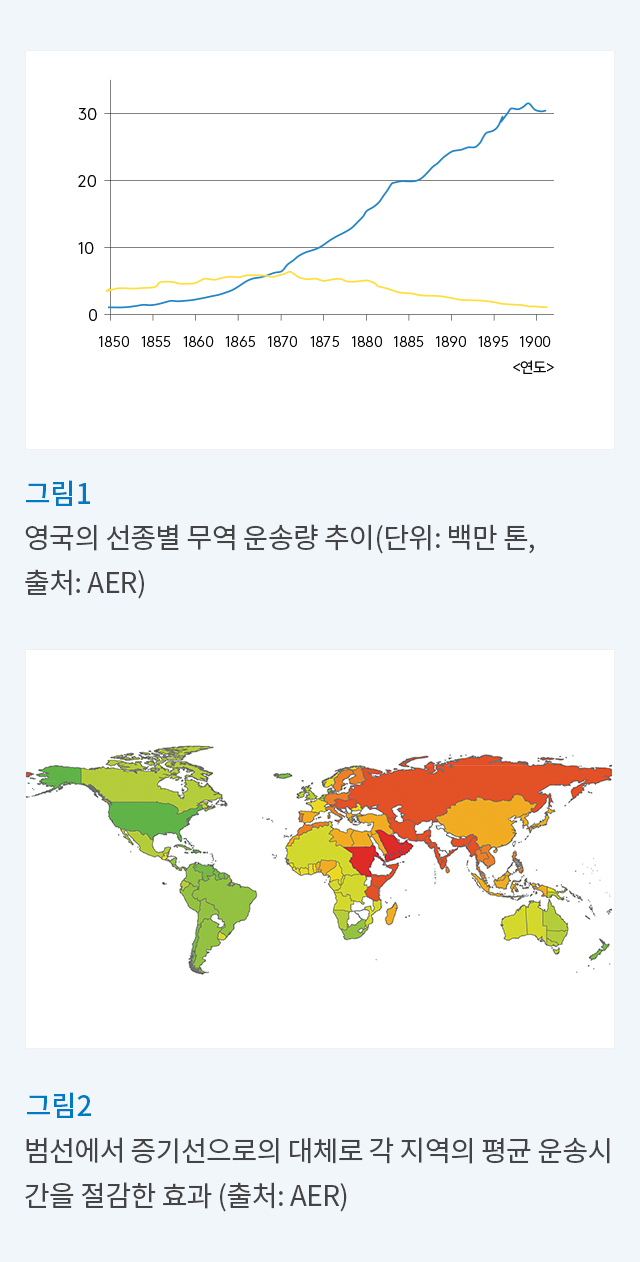 30
20
10
0
1850 1855 1860 1865 1870 1875 1880 1885 1890 1895 1900
<연도>
그림1
영국의 선종별 무역 운송량 추이(단위: 백만 톤,
출처: AER)
그림2
범선에서 증기선으로의 대체로 각 지역의 평균 운송시
간을 절감한 효과 (출처: AER)